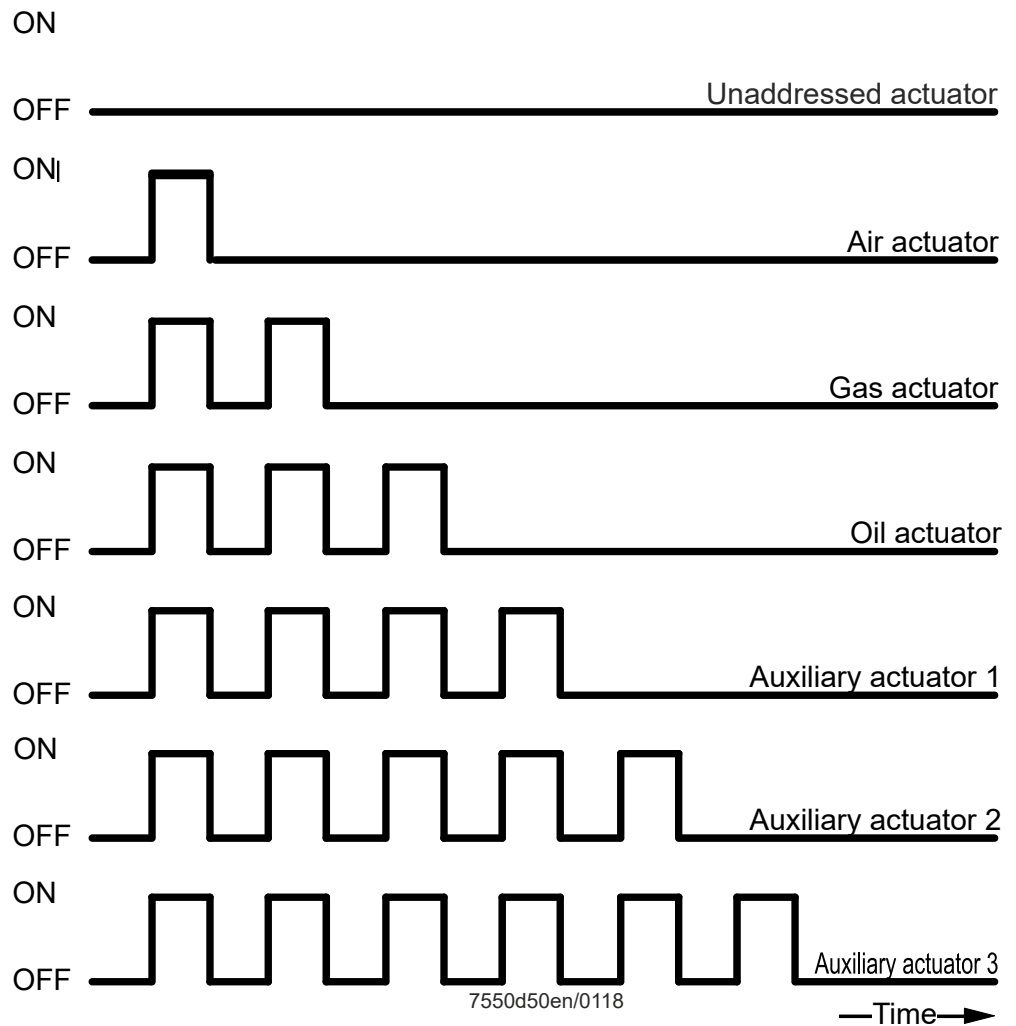 ON
Unaddressed actuator
OFF
ON
Air actuator
OFF
ON
Gas actuator
OFF
ON
Oil actuator
OFF
ON
Auxiliary actuator 1
OFF
ON
Auxiliary actuator 2
OFF
ON
Auxiliary actuator 3
OFF
7550d50en/0118
Time